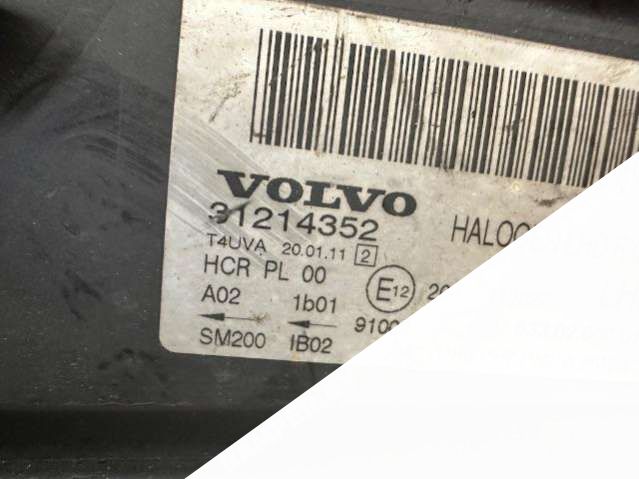 VOLVO
31214352
T4UVA 20.01.11 2
HCR PL 00 E12
A02 1b01
SM200 IB02